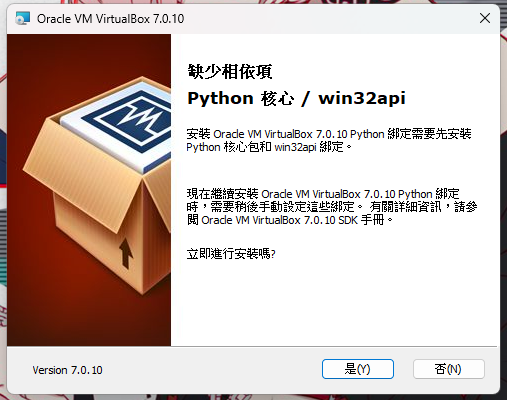 Oracle VM VirtualBox 7.0.10
缺少相依項
Python 核心 / win32api
安裝 Oracle VM VirtualBox 7.0.10 Python 綁定需要先安裝
Python 核心包和 win32api 綁定。
現在繼續安裝 Oracle VM VirtualBox 7.0.10 Python 綁定
時，需要稍後手動設定這些綁定。 有關詳細資訊，請參
閱 Oracle VM VirtualBox 7.0.10 SDK 手冊。
立即進行安裝嗎?
Version 7.0.10
是(Y)
否(N)